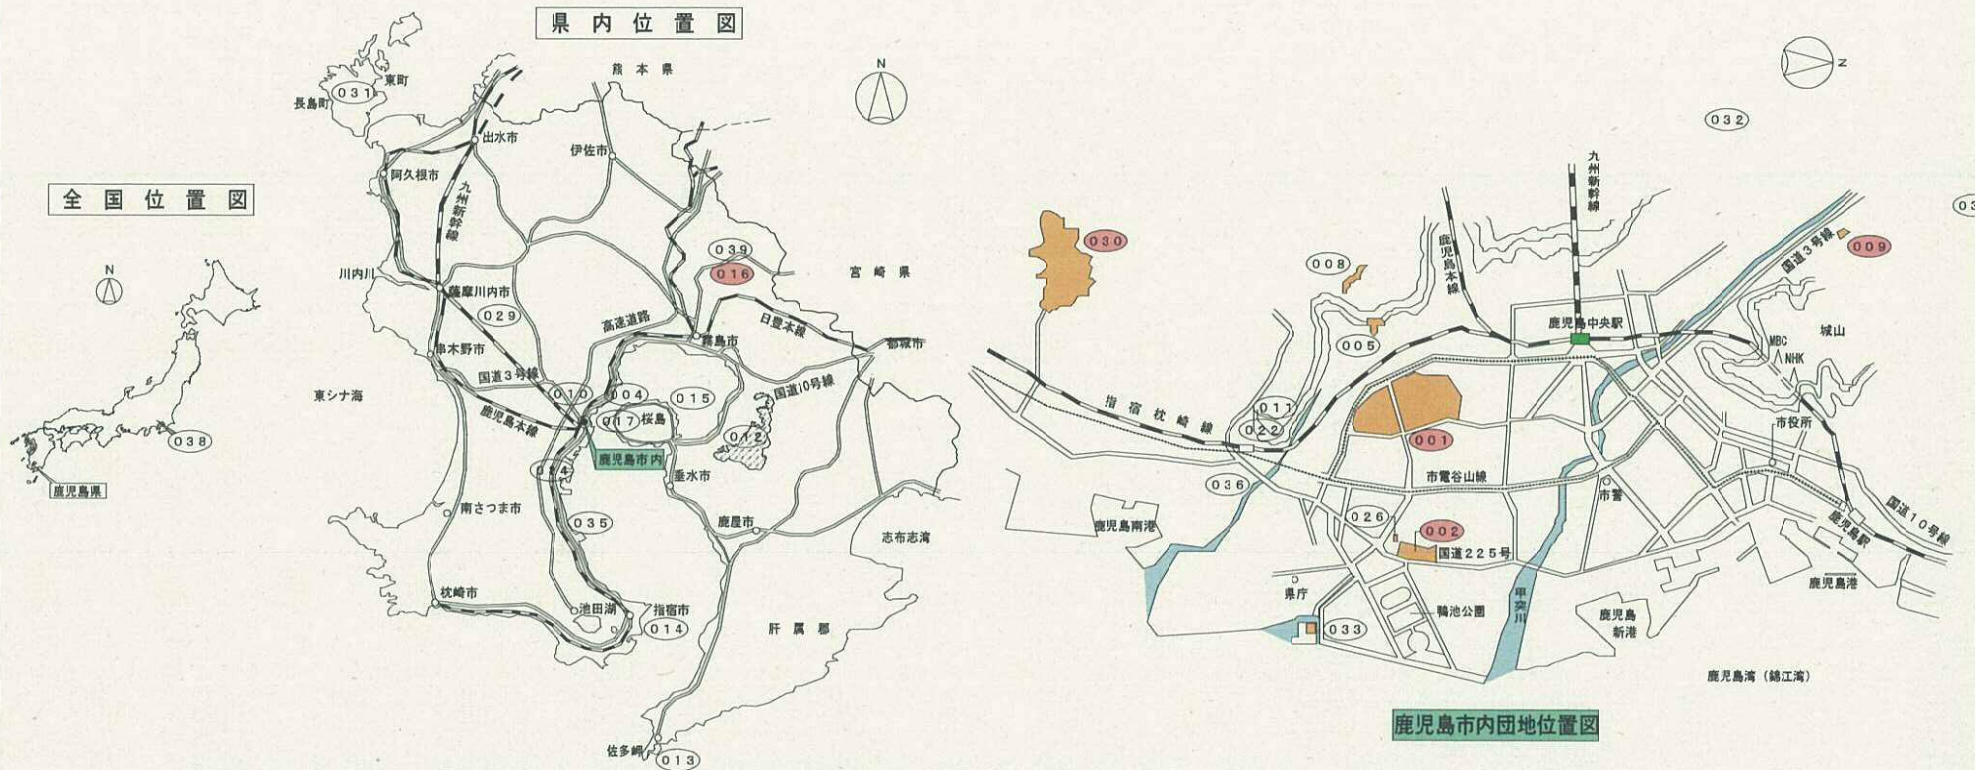 全国位置図
N
038
鹿児島県
県内位置図
N
熊本県
東町
031
長島町
出水市
伊佐市
阿久根市
九州新幹線
039
016
宮崎県
川内川
薩摩川内市
029
高速道路
日豊本線
霧島市
都城市
串木野市
国道3号線
国道10号線
東シナ海
010
004
015
鹿児島本線
017
桜島
012
鹿児島市内
024
垂水市
南さつま市
035
鹿屋市
志布志湾
枕崎市
池田湖
指宿市
014
肝属郡
佐多岬
013
N
032
九州新幹線
030
008
鹿児島本線
国道3号線
009
鹿児島中央駅
城山
005
MBC
NHK
指宿枕崎線
011
022
001
市役所
036
市電谷山線
市警
鹿児島南港
026
002
国道225号
国道10号線
鹿児島駅
県庁
鹿児島港
鴨池公園
甲突川
鹿児島
新港
033
鹿児島湾(錦江湾)
鹿児島市内団地位置図